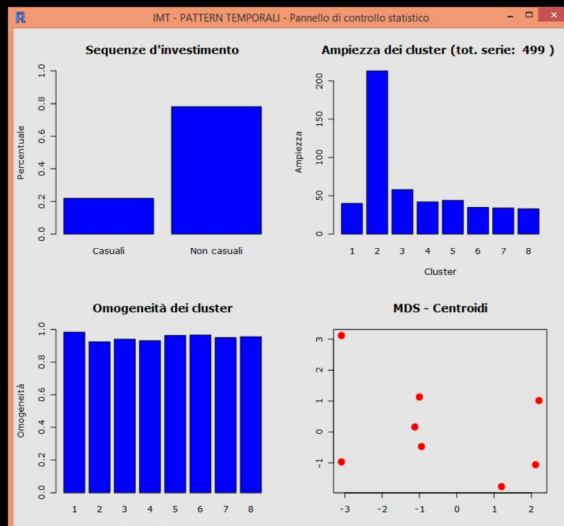 IMT - PATTERN TEMPORALI - Pannello di controllo statistico
Sequenze d'investimento
Percentuale
1.0
0.8
0.6
0.4
0.2
0.0
Casuali Non casuali
Ampiezza dei cluster (tot. serie: 499 )
Ampiezza
200
150
100
50
0
1 2 3 4 5 6 7 8
Cluster
Omogeneità dei cluster
Omogeneità
1.0
0.8
0.6
0.4
0.2
0.0
1 2 3 4 5 6 7 8
MDS - Centroidi
3
2
1
0
-1
-3 -2 -1 0 1 2